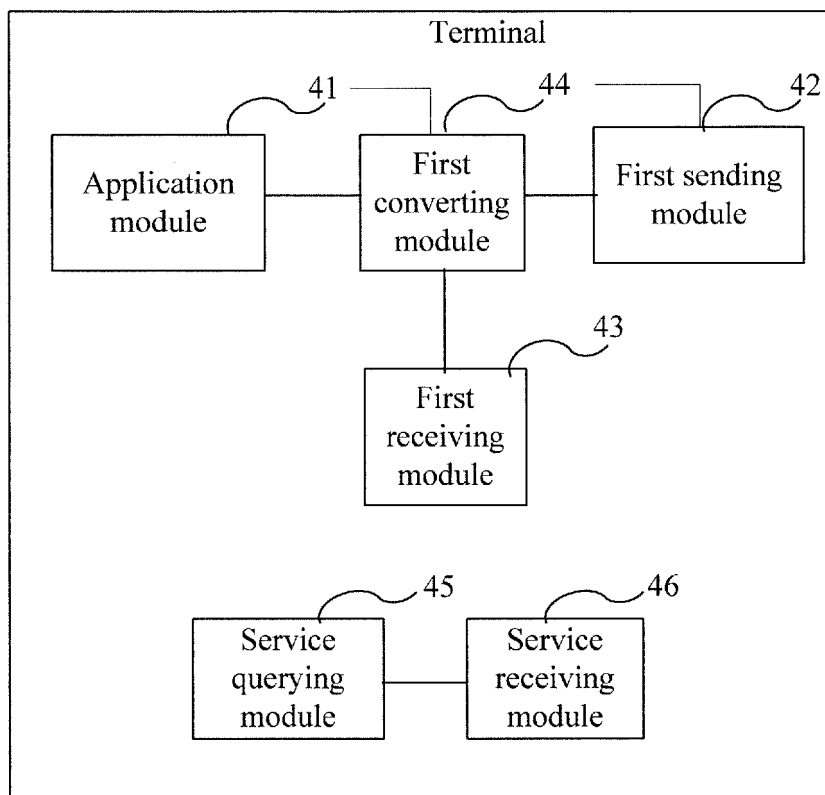 Terminal
41
44
42
Application
module
First
converting
module
First sending
module
43
First
receiving
module
45
46
Service
querying
module
Service
receiving
module